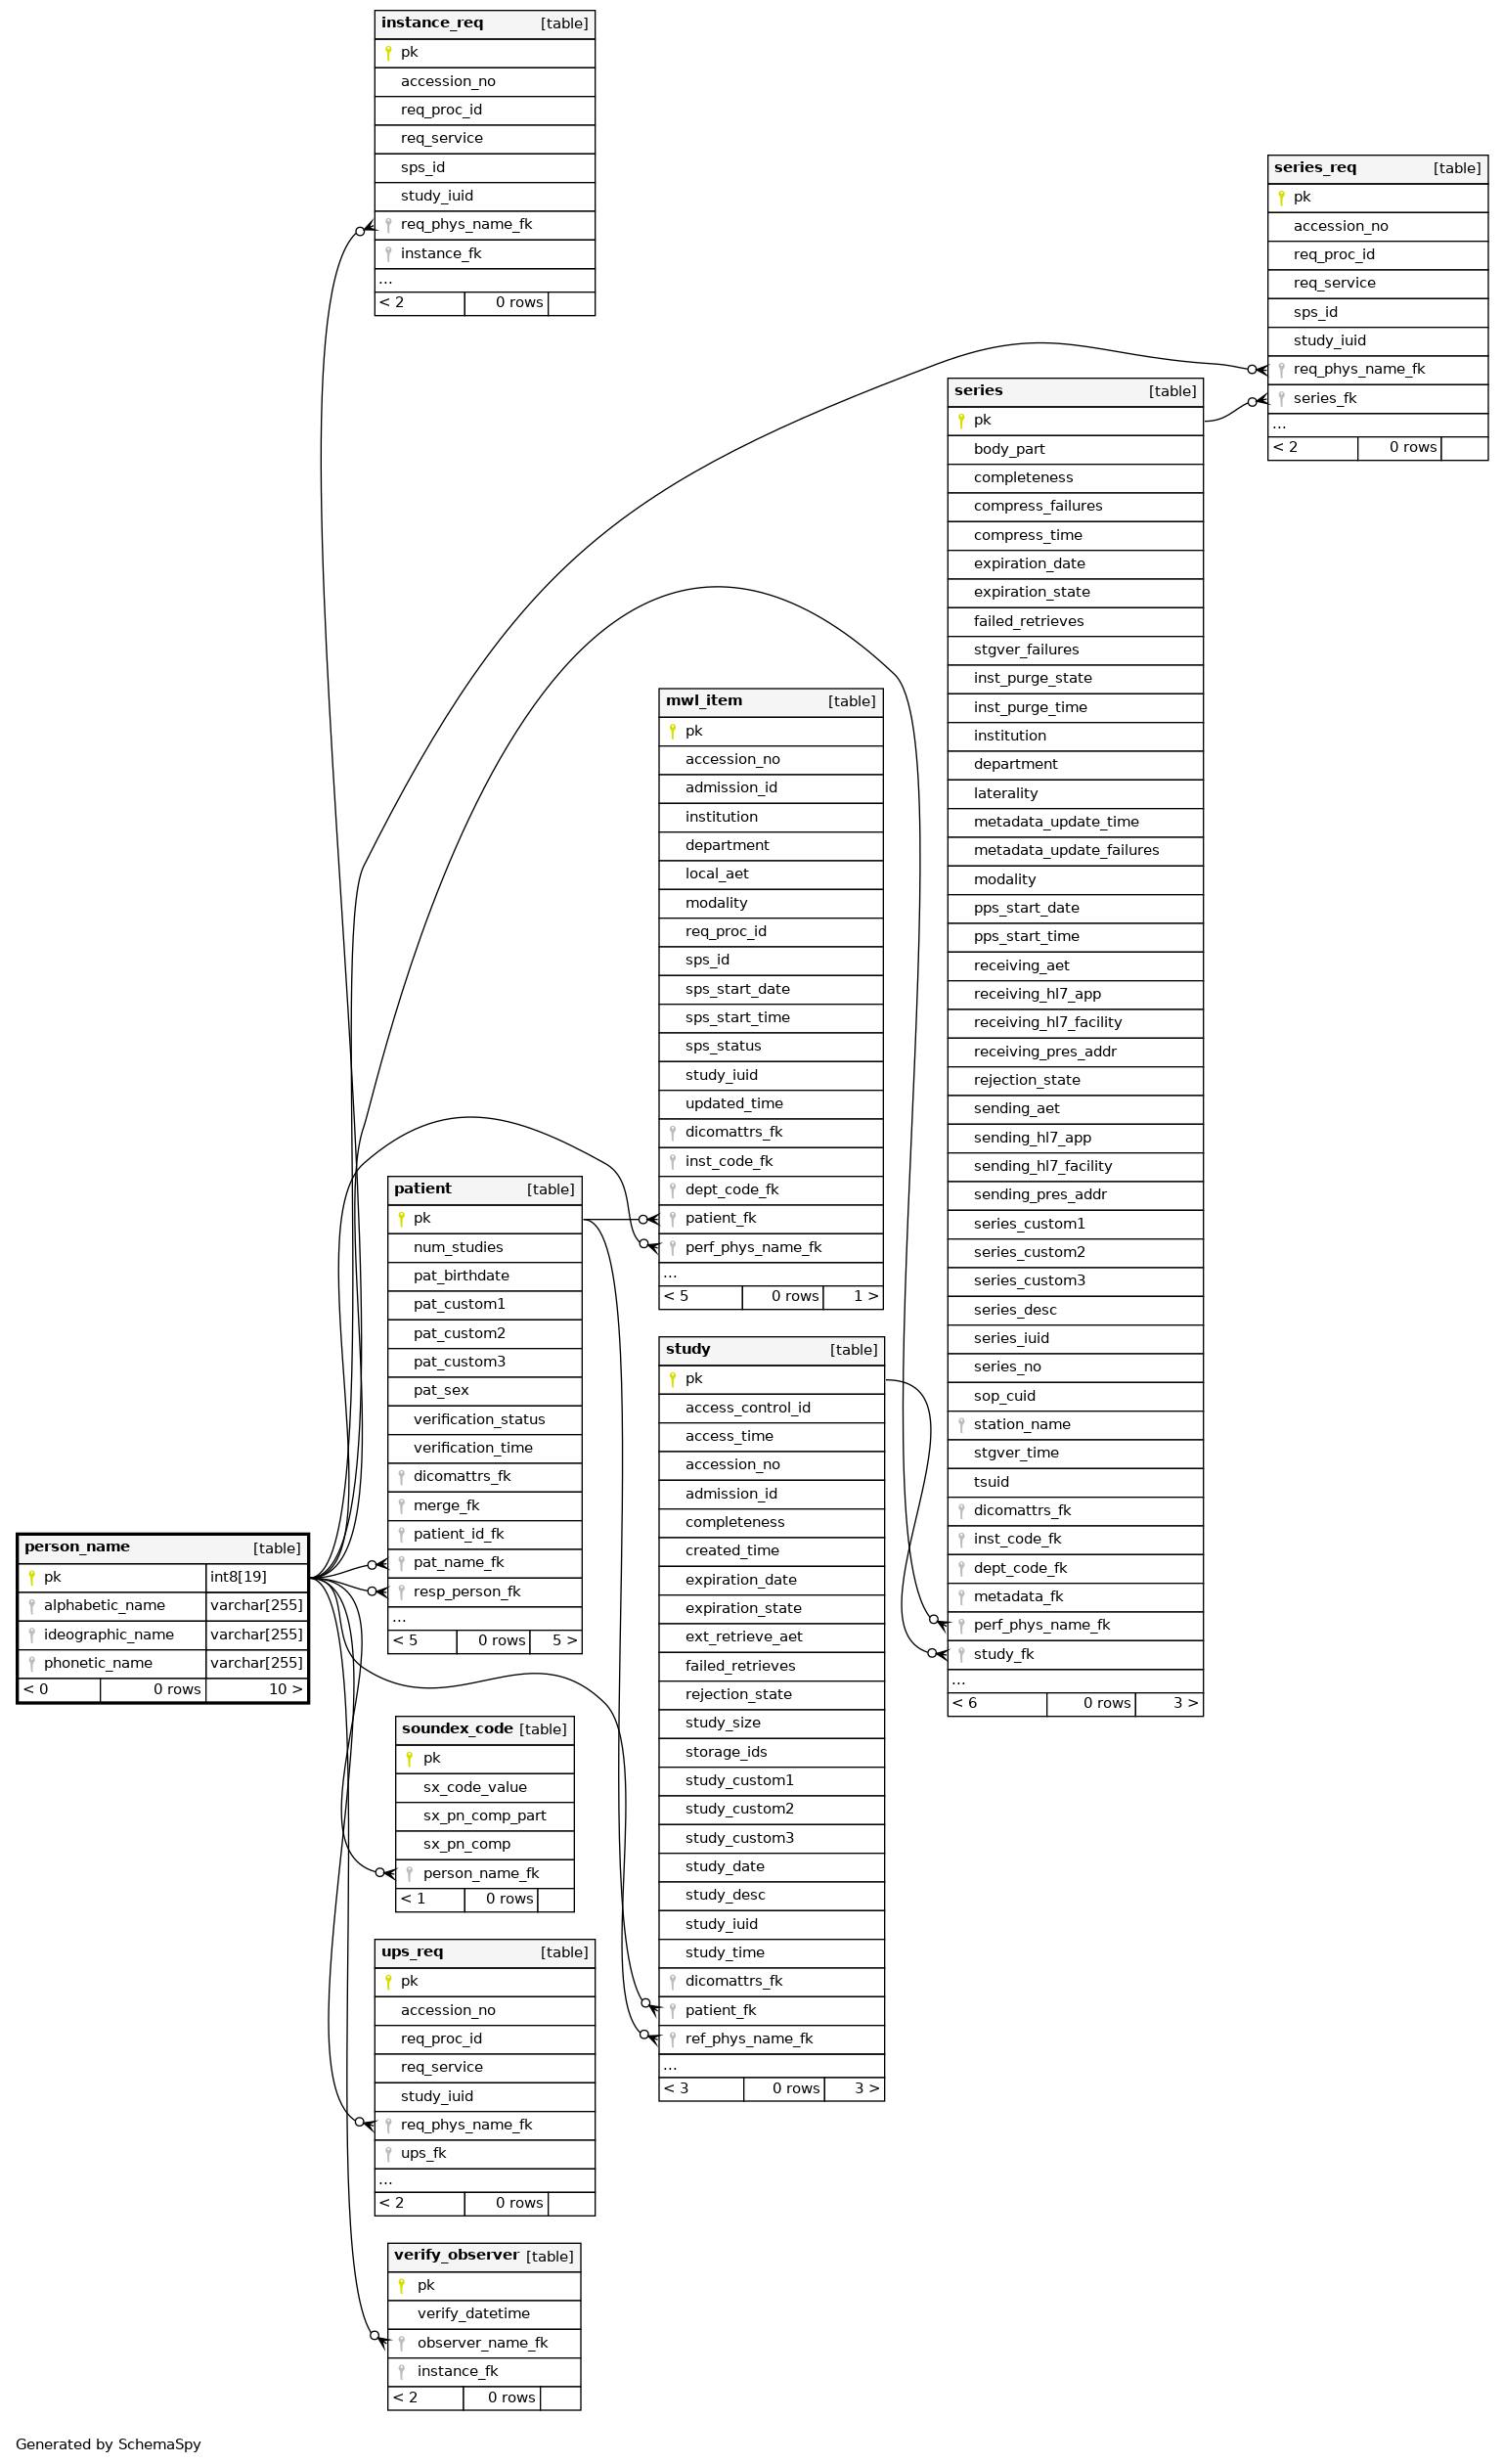 instance_req [table]
pk
accession_no
req_proc_id
req_service
sps_id
study_iuid
req_phys_name_fk
instance_fk
...
< 2 0 rows
series_req [table]
pk
accession_no
req_proc_id
req_service
sps_id
study_iuid
req_phys_name_fk
series_fk
...
< 2 0 rows
series [table]
pk
body_part
completeness
compress_failures
compress_time
expiration_date
expiration_state
failed_retrieves
stgver_failures
inst_purge_state
inst_purge_time
institution
department
laterality
metadata_update_time
metadata_update_failures
modality
pps_start_date
pps_start_time
receiving_aet
receiving_hl7_app
receiving_hl7_facility
receiving_pres_addr
rejection_state
sending_aet
sending_hl7_app
sending_hl7_facility
sending_pres_addr
series_custom1
series_custom2
series_custom3
series_desc
series_iuid
series_no
sop_cuid
station_name
stgver_time
tsuid
dicomattrs_fk
inst_code_fk
dept_code_fk
metadata_fk
perf_phys_name_fk
study_fk
...
< 6 0 rows 3 >
mwl_item [table]
pk
accession_no
admission_id
institution
department
local_aet
modality
req_proc_id
sps_id
sps_start_date
sps_start_time
sps_status
study_iuid
updated_time
dicomattrs_fk
inst_code_fk
dept_code_fk
patient_fk
perf_phys_name_fk
...
< 5 0 rows 1 >
patient [table]
pk
num_studies
pat_birthdate
pat_custom1
pat_custom2
pat_custom3
pat_sex
verification_status
verification_time
dicomattrs_fk
merge_fk
patient_id_fk
pat_name_fk
resp_person_fk
...
< 5 0 rows 5 >
study [table]
pk
access_control_id
access_time
accession_no
admission_id
completeness
created_time
expiration_date
expiration_state
ext_retrieve_aet
failed_retrieves
rejection_state
study_size
storage_ids
study_custom1
study_custom2
study_custom3
study_date
study_desc
study_iuid
study_time
dicomattrs_fk
patient_fk
ref_phys_name_fk
...
< 3 0 rows 3 >
person_name [table]
pk int8[19]
alphabetic_name varchar[255]
ideographic_name varchar[255]
phonetic_name varchar[255]
< 0 0 rows 10 >
soundex_code [table]
pk
sx_code_value
sx_pn_comp_part
sx_pn_comp
person_name_fk
< 1 0 rows
ups_req [table]
pk
accession_no
req_proc_id
req_service
study_iuid
req_phys_name_fk
ups_fk
...
< 2 0 rows
verify_observer [table]
pk
verify_datetime
observer_name_fk
instance_fk
< 2 0 rows
Generated by SchemaSpy